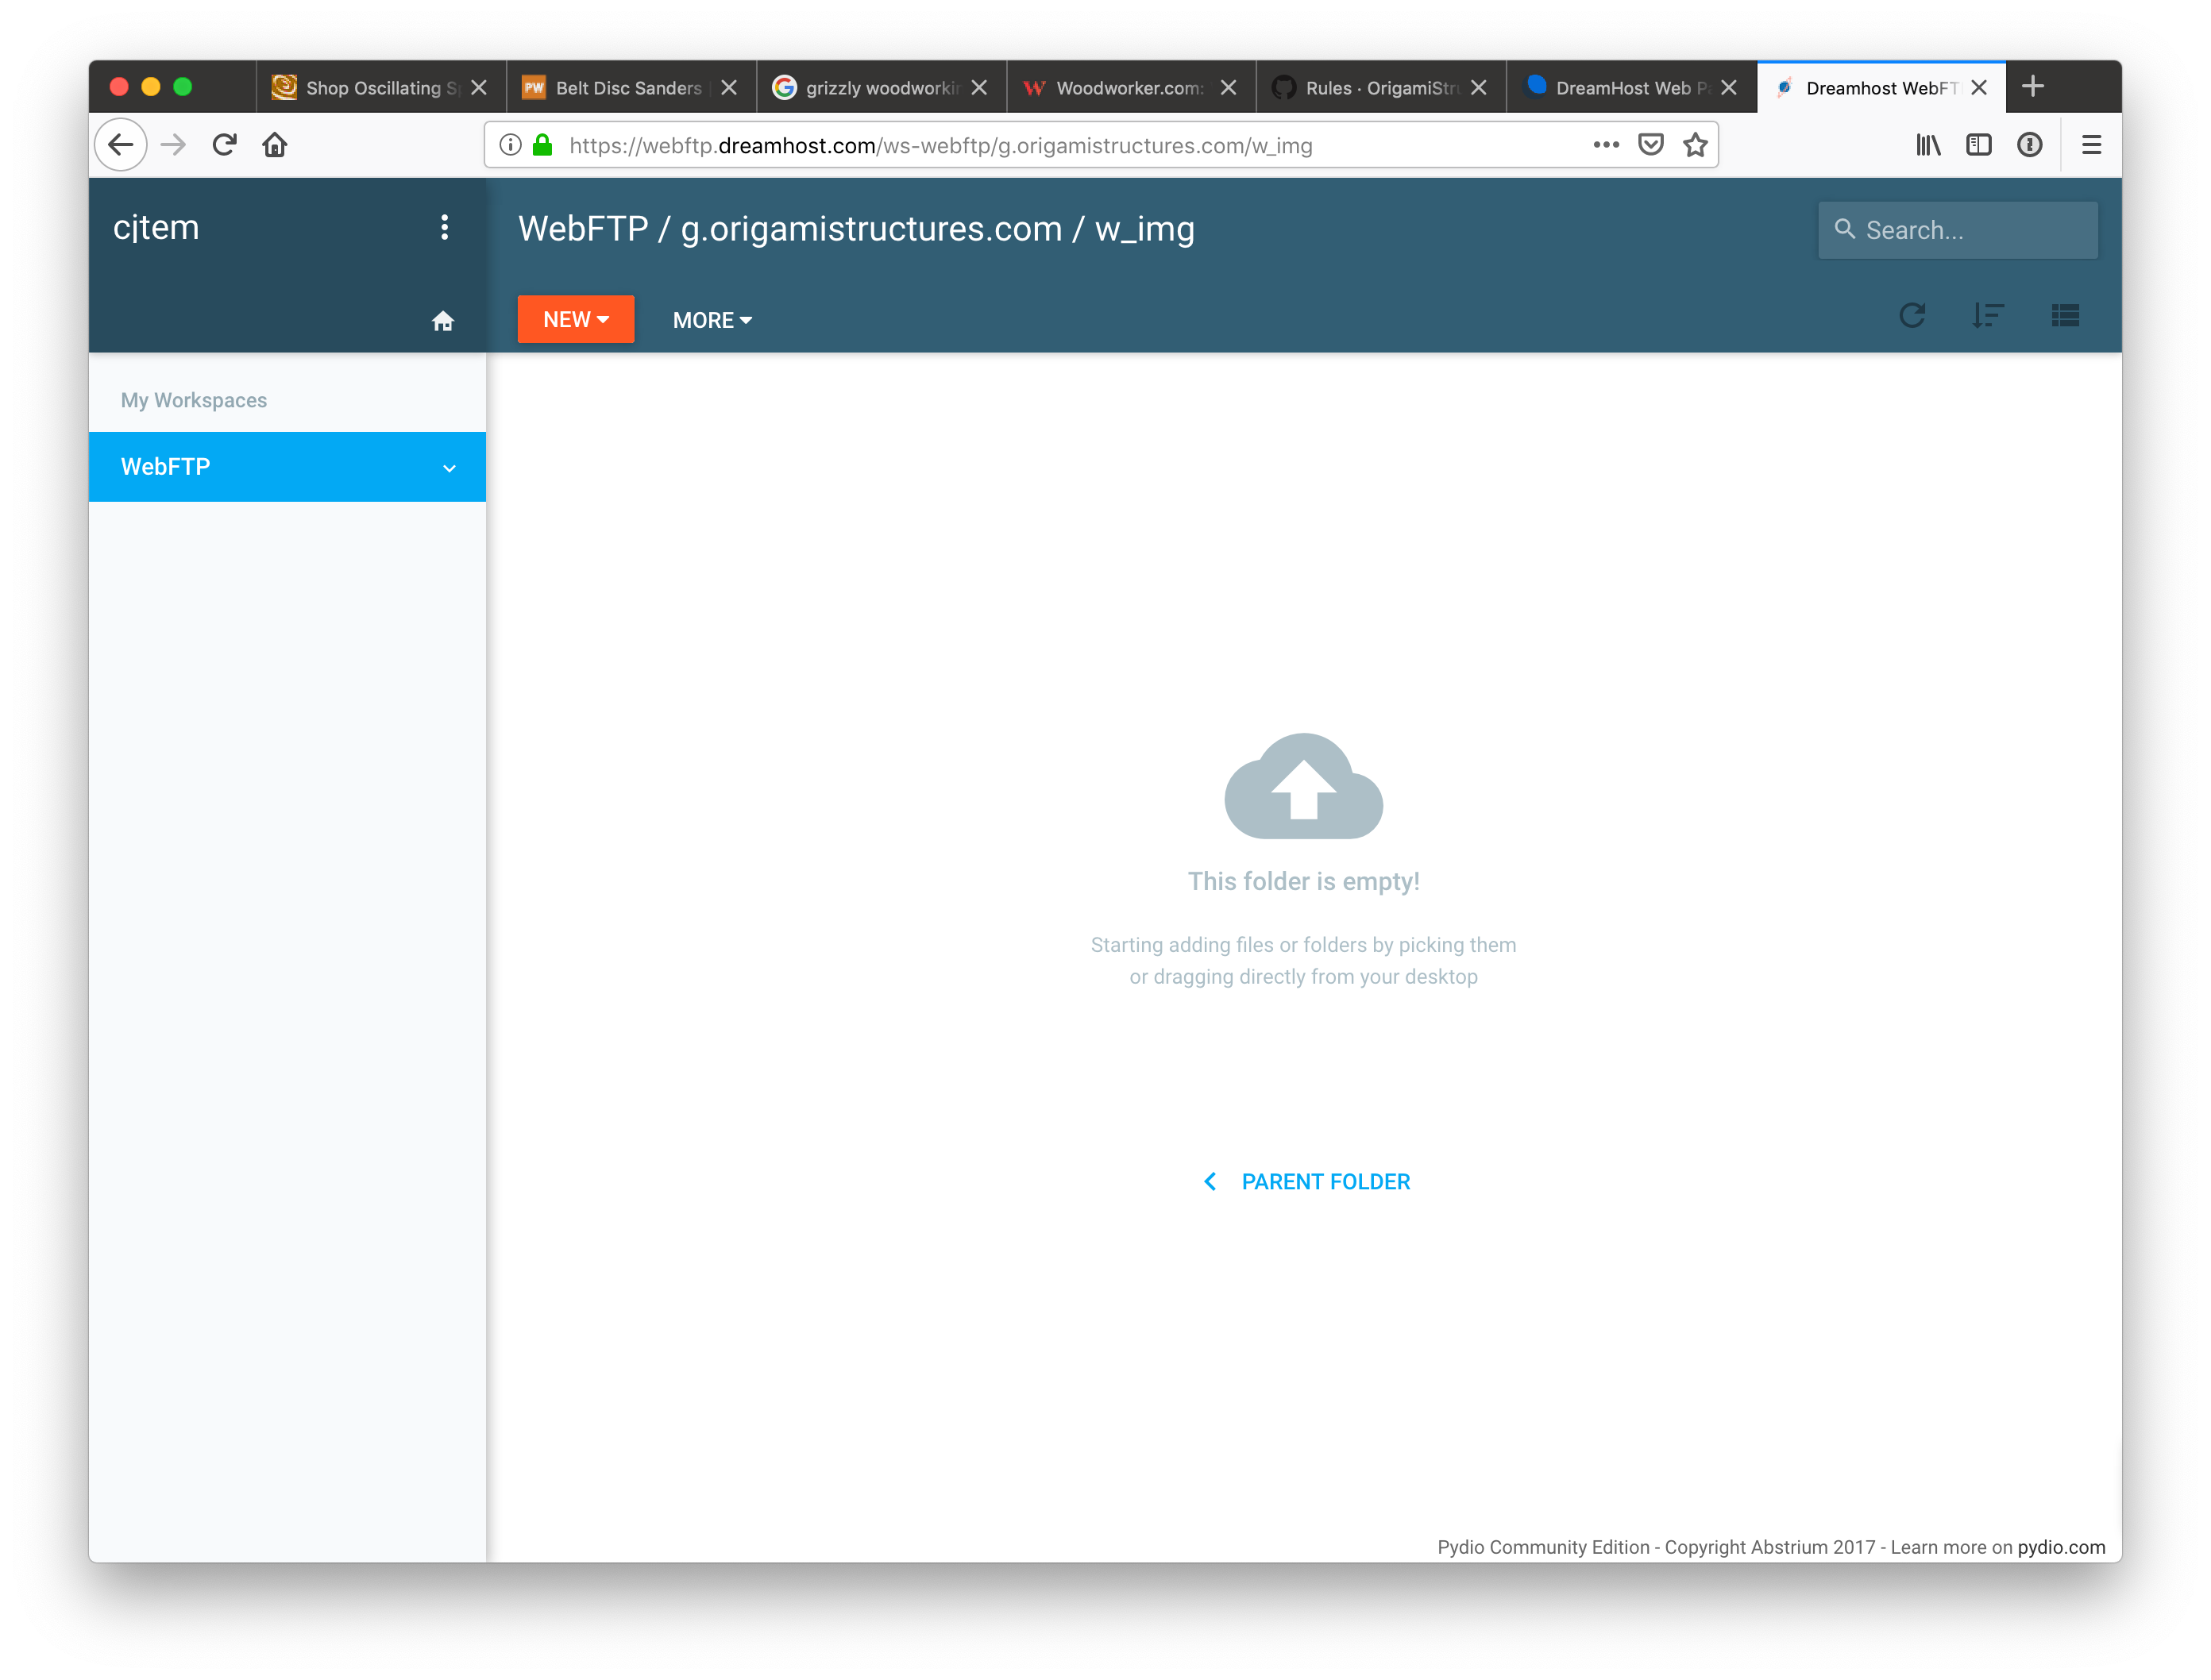 Shop Oscillating S
PW Belt Disc Sanders
grizzly woodworkin
Woodworker.com:
Rules · OrigamiStru
DreamHost Web P
Dreamhost WebFT
https://webftp.dreamhost.com/ws-webftp/g.origamistructures.com/w_img
cjtem
WebFTP / g.origamistructures.com / w_img
Search...
NEW
MORE
My Workspaces
WebFTP
This folder is empty!
Starting adding files or folders by picking them
or dragging directly from your desktop
PARENT FOLDER
Pydio Community Edition - Copyright Abstrium 2017 - Learn more on pydio.com